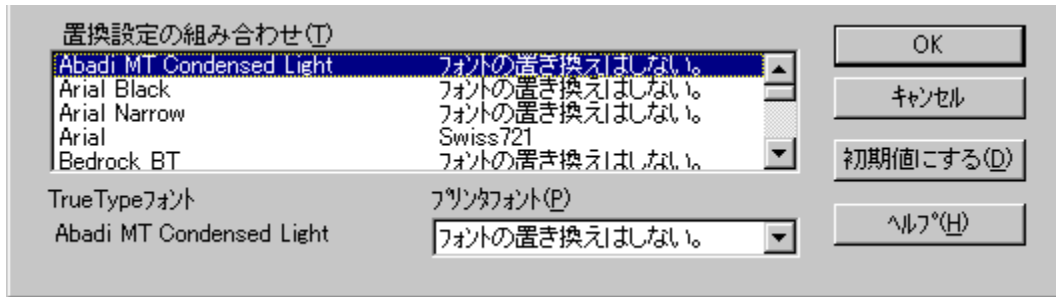 置換設定の組み合わせ(T)
Abadi MT Condensed Light フォントの置き換えはしない。
Arial Black フォントの置き換えはしない。
Arial Narrow フォントの置き換えはしない。
Arial Swiss721
Bedrock BT フォントの置き換えはしない。
TrueTypeフォント プリンタフォント(P)
Abadi MT Condensed Light フォントの置き換えはしない。
OK
キャンセル
初期値にする(D)
ヘルプ(H)